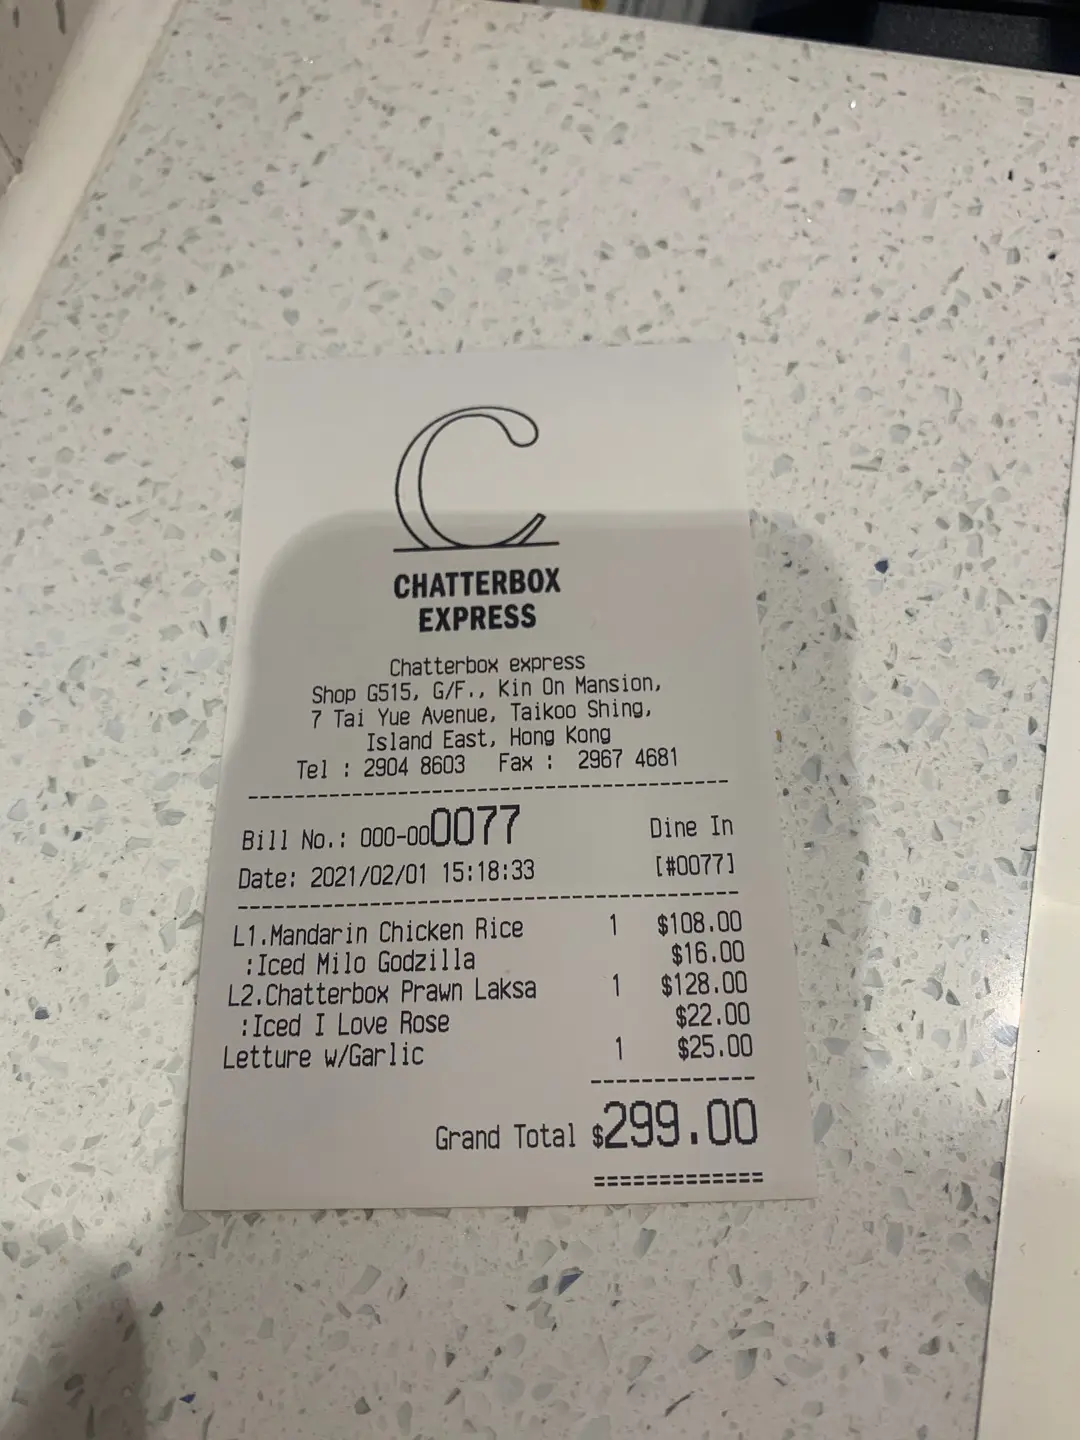 C
CHATTERBOX
EXPRESS
Chatterbox express
Shop G515, G/F., Kin On Mansion,
7 Tai Yue Avenue, Taikoo Shing,
Island East, Hong Kong
Tel : 2904 8603 Fax : 2967 4681
Bill No.: 000-000077 Dine In
Date: 2021/02/01 15:18:33 [#0077]
L1.Mandarin Chicken Rice 1 $108.00
:Iced Milo Godzilla $16.00
L2.Chatterbox Prawn Laksa 1 $128.00
:Iced I Love Rose $22.00
Letture w/Garlic 1 $25.00
Grand Total $299.00